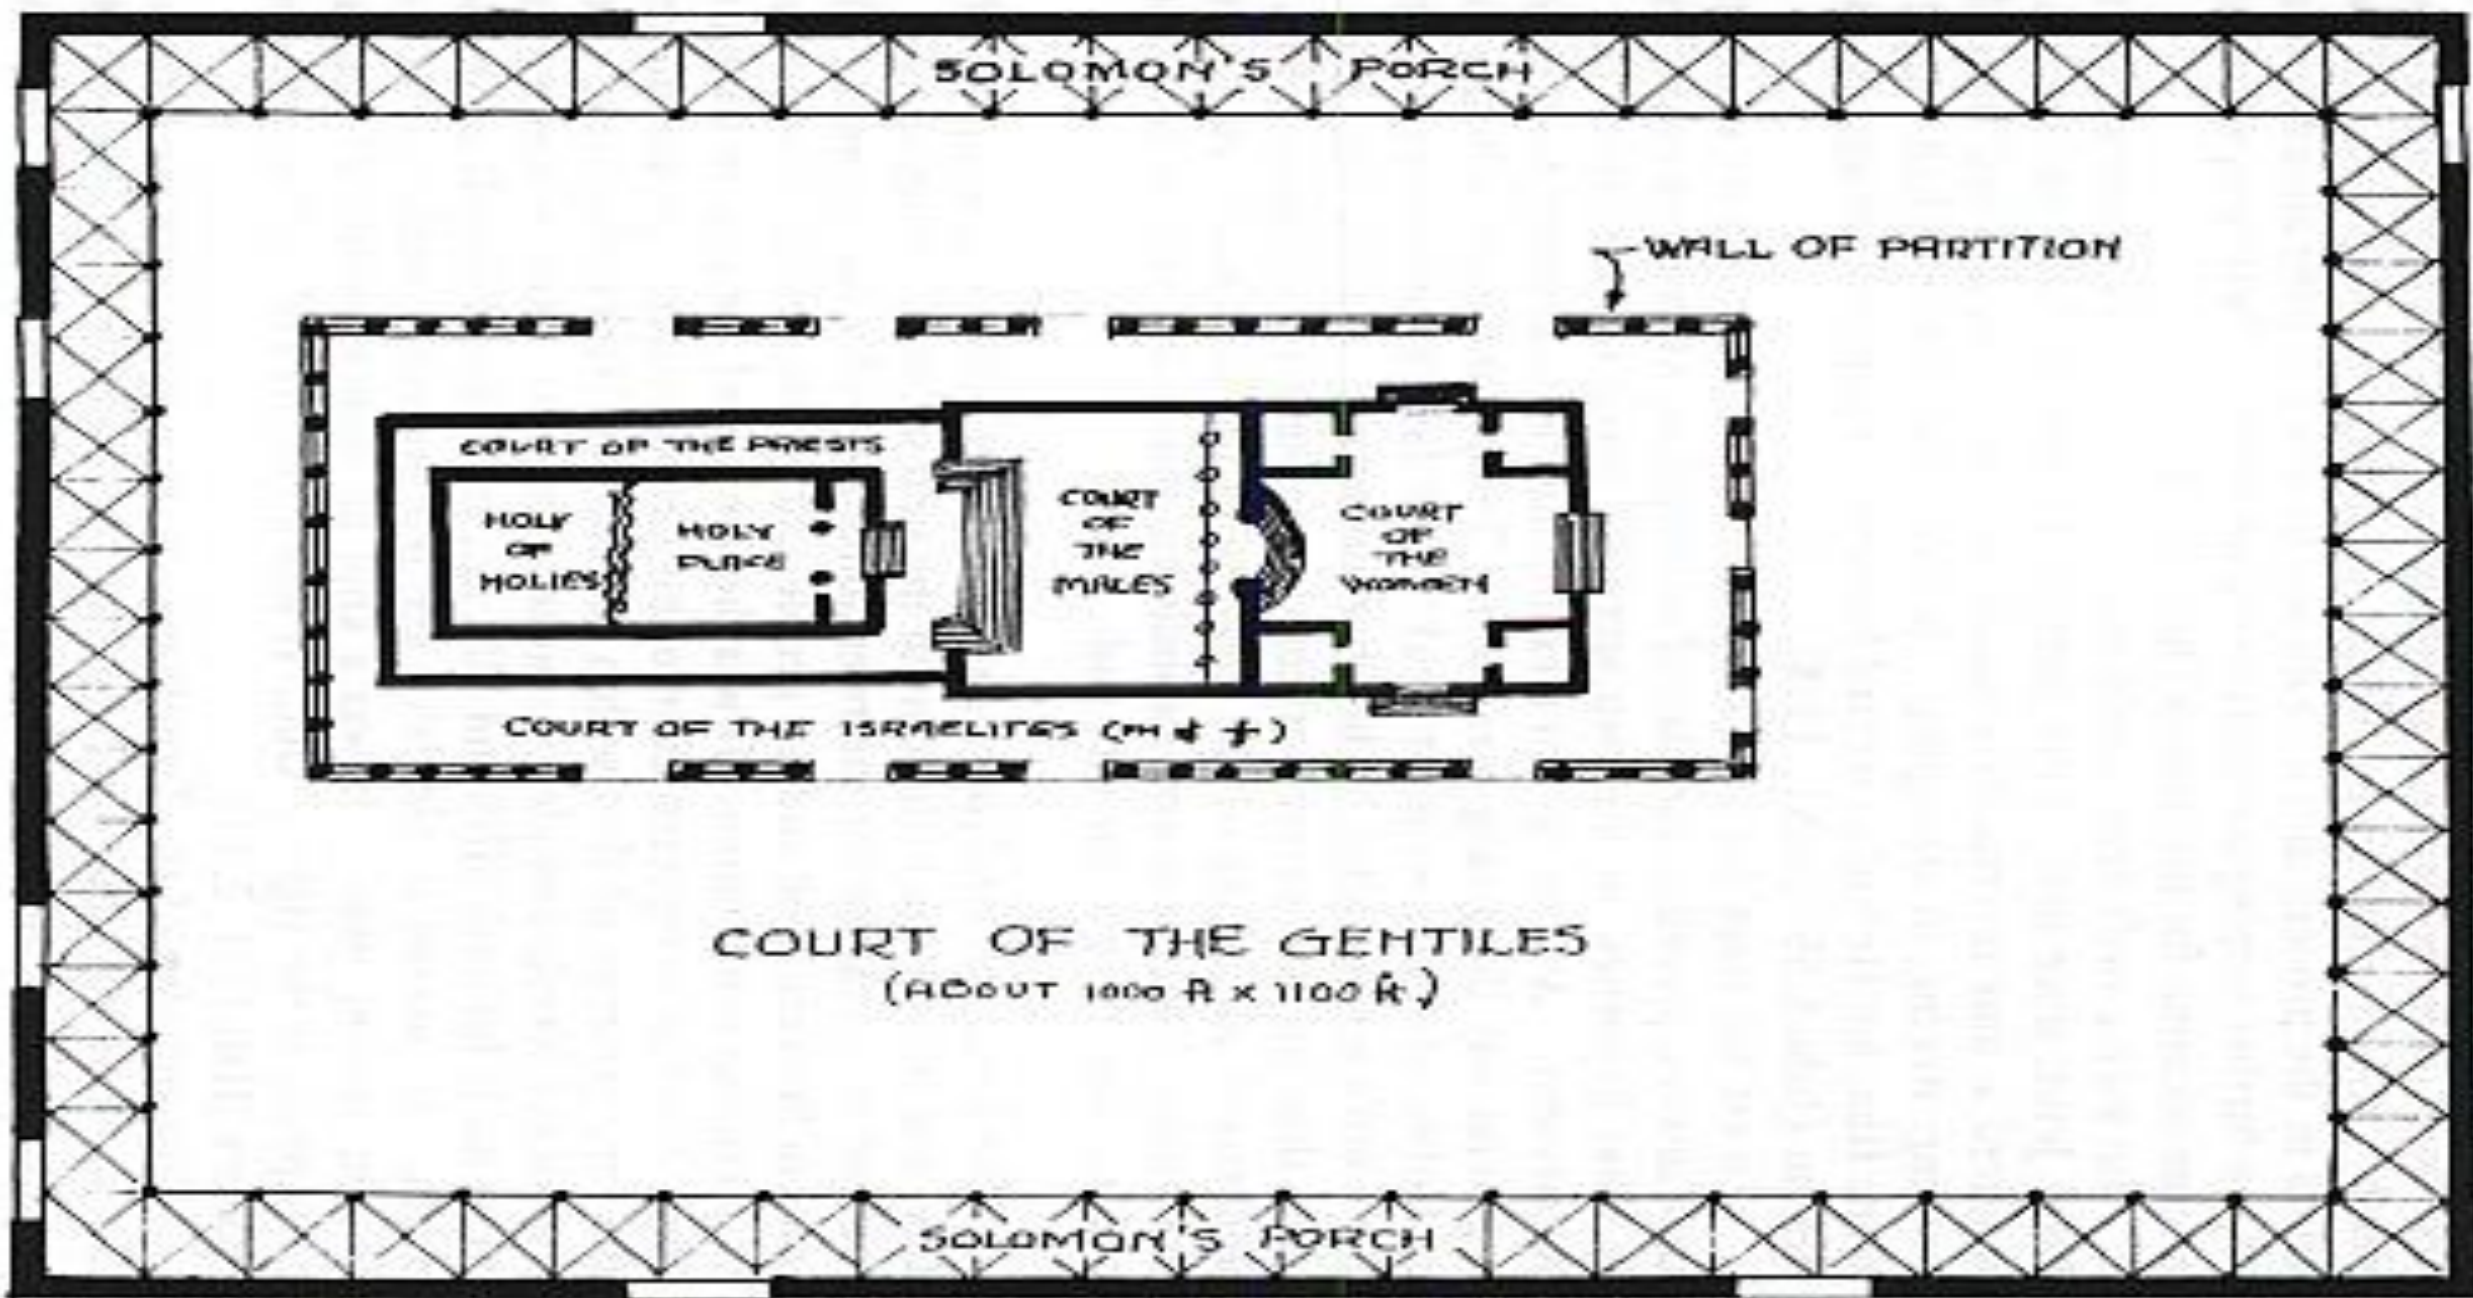 SOLOMON'S PORCH
WALL OF PARTITION
COURT OF THE PRIESTS
HOLY
OF
HOLIES
HOLY
PLACE
COURT
OF
THE
MALES
COURT
OF
THE
WOMEN
COURT OF THE ISRAELITES
COURT OF THE GENTILES
(ABOUT 1000 ft x 1100 ft.)
SOLOMON'S PORCH